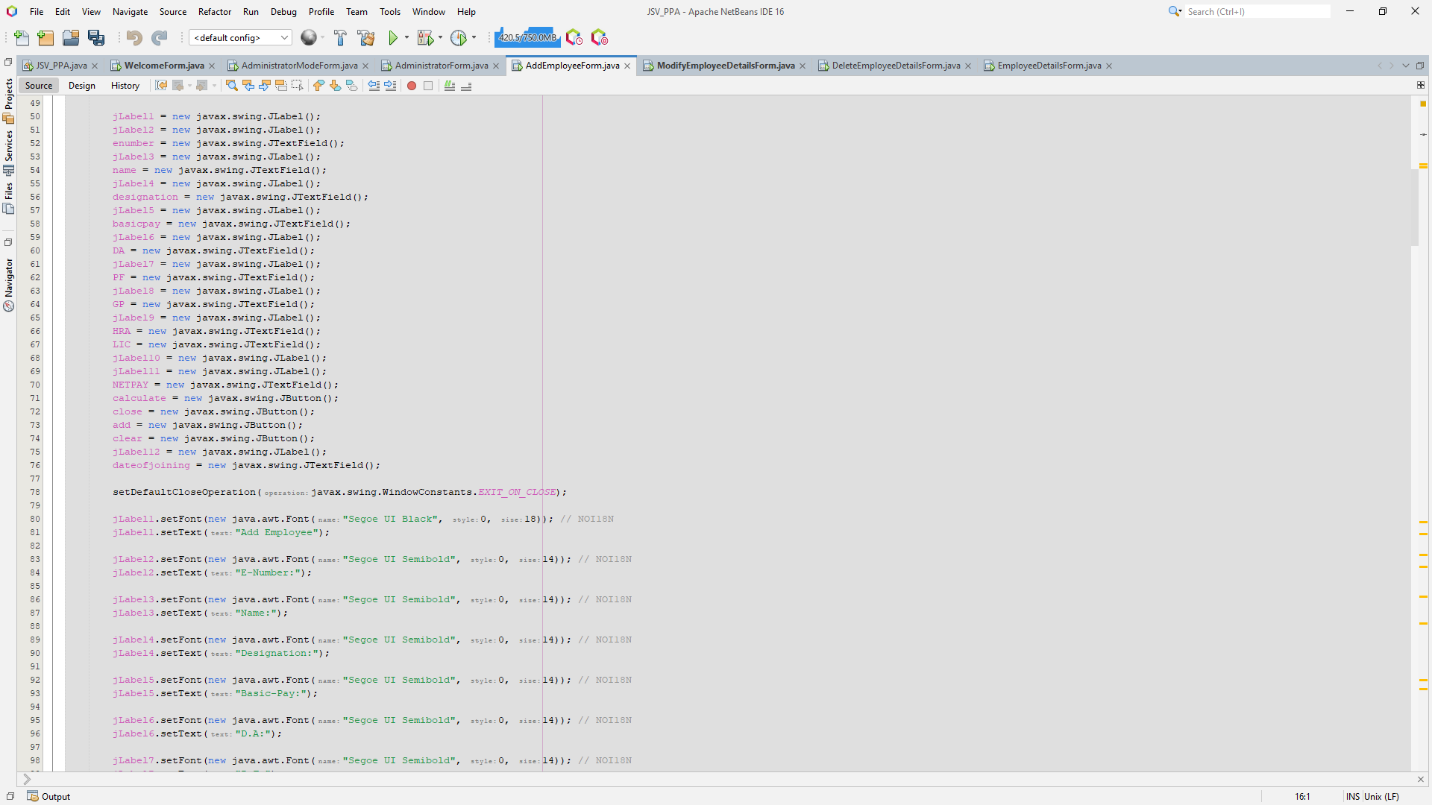 File Edit View Navigate Source Refactor Run Debug Profile Team Tools Window Help
JSV_PPA - Apache NetBeans IDE 16
Search (Ctrl+I)
<default config>
420.5/750.0MB
JSV_PPA.java WelcomeForm.java AdministratorModeForm.java AdministratorForm.java AddEmployeeForm.java ModifyEmployeeDetailsForm.java DeleteEmployeeDetailsForm.java EmployeeDetailsForm.java
Source Design History
Projects
Services
Files
Navigator
49
50 jLabel1 = new javax.swing.JLabel();
51 jLabel2 = new javax.swing.JLabel();
52 enumber = new javax.swing.JTextField();
53 jLabel3 = new javax.swing.JLabel();
54 name = new javax.swing.JTextField();
55 jLabel4 = new javax.swing.JLabel();
56 designation = new javax.swing.JTextField();
57 jLabel5 = new javax.swing.JLabel();
58 basicpay = new javax.swing.JTextField();
59 jLabel6 = new javax.swing.JLabel();
60 DA = new javax.swing.JTextField();
61 jLabel7 = new javax.swing.JLabel();
62 PF = new javax.swing.JTextField();
63 jLabel8 = new javax.swing.JLabel();
64 GP = new javax.swing.JTextField();
65 jLabel9 = new javax.swing.JLabel();
66 HRA = new javax.swing.JTextField();
67 LIC = new javax.swing.JTextField();
68 jLabel10 = new javax.swing.JLabel();
69 jLabel11 = new javax.swing.JLabel();
70 NETPAY = new javax.swing.JTextField();
71 calculate = new javax.swing.JButton();
72 close = new javax.swing.JButton();
73 add = new javax.swing.JButton();
74 clear = new javax.swing.JButton();
75 jLabel12 = new javax.swing.JLabel();
76 dateofjoining = new javax.swing.JTextField();
77
78 setDefaultCloseOperation(operation: javax.swing.WindowConstants.EXIT_ON_CLOSE);
79
80 jLabel1.setFont(new java.awt.Font(name: "Segoe UI Black", style: 0, size: 18)); // NOI18N
81 jLabel1.setText(text: "Add Employee");
82
83 jLabel2.setFont(new java.awt.Font(name: "Segoe UI Semibold", style: 0, size: 14)); // NOI18N
84 jLabel2.setText(text: "E-Number:");
85
86 jLabel3.setFont(new java.awt.Font(name: "Segoe UI Semibold", style: 0, size: 14)); // NOI18N
87 jLabel3.setText(text: "Name:");
88
89 jLabel4.setFont(new java.awt.Font(name: "Segoe UI Semibold", style: 0, size: 14)); // NOI18N
90 jLabel4.setText(text: "Designation:");
91
92 jLabel5.setFont(new java.awt.Font(name: "Segoe UI Semibold", style: 0, size: 14)); // NOI18N
93 jLabel5.setText(text: "Basic-Pay:");
94
95 jLabel6.setFont(new java.awt.Font(name: "Segoe UI Semibold", style: 0, size: 14)); // NOI18N
96 jLabel6.setText(text: "D.A:");
97
98 jLabel7.setFont(new java.awt.Font(name: "Segoe UI Semibold", style: 0, size: 14)); // NOI18N
Output
16:1 INS Unix (LF)